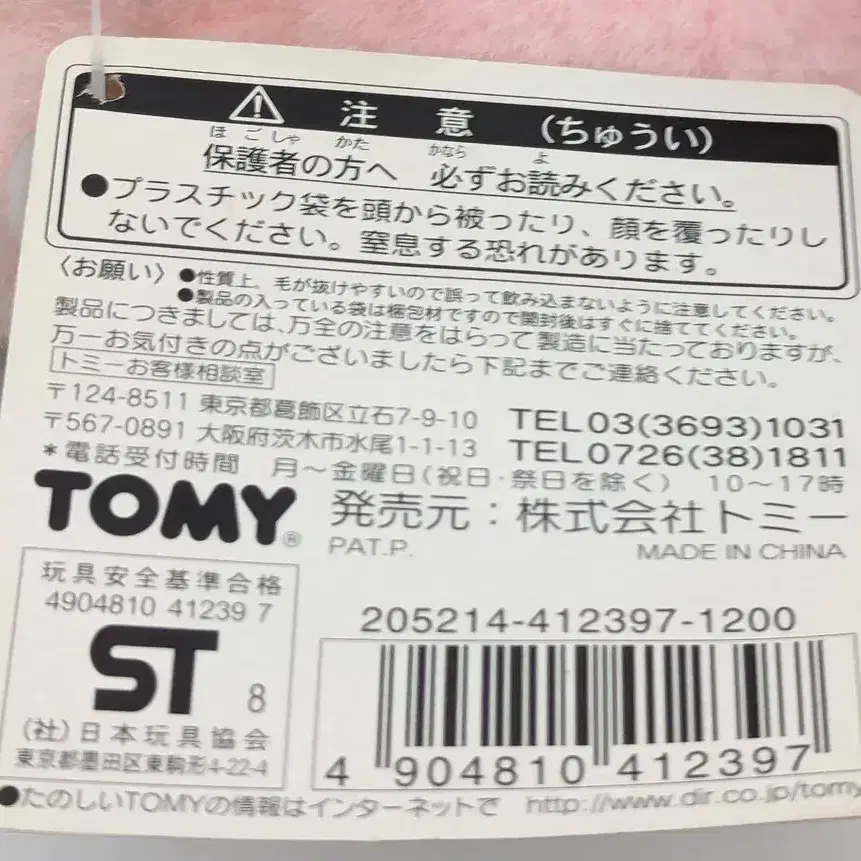 注意 (ちゅうい)
ほごしゃ かた かなら よ
保護者の方へ 必ずお読みください。
●プラスチック袋を頭から被ったり、顔を覆ったりし
ないでください。窒息する恐れがあります。
〈お願い〉●性質上、毛が抜けやすいので誤って飲み込まないように注意してください。
●製品の入っている袋は梱包材ですので開封後はすぐに捨ててください。
製品につきましては、万全の注意をはらって製造に当たっておりますが、
万一お気付きの点がございましたら下記までご連絡ください。
トミーお客様相談室
〒124-8511 東京都葛飾区立石7-9-10 TEL03(3693)1031
〒567-0891 大阪府茨木市水尾1-1-13 TEL0726(38)1811
*電話受付時間 月〜金曜日(祝日・祭日を除く) 10〜17時
TOMY® 発売元:株式会社トミー
PAT.P. MADE IN CHINA
玩具安全基準合格
4904810 41239 7
ST 8
(社)日本玩具協会
東京都墨田区東駒形4-22-4
205214-412397-1200
4 904810 412397
●たのしいTOMYの情報はインターネットで http://www.dir.co.jp/tomy